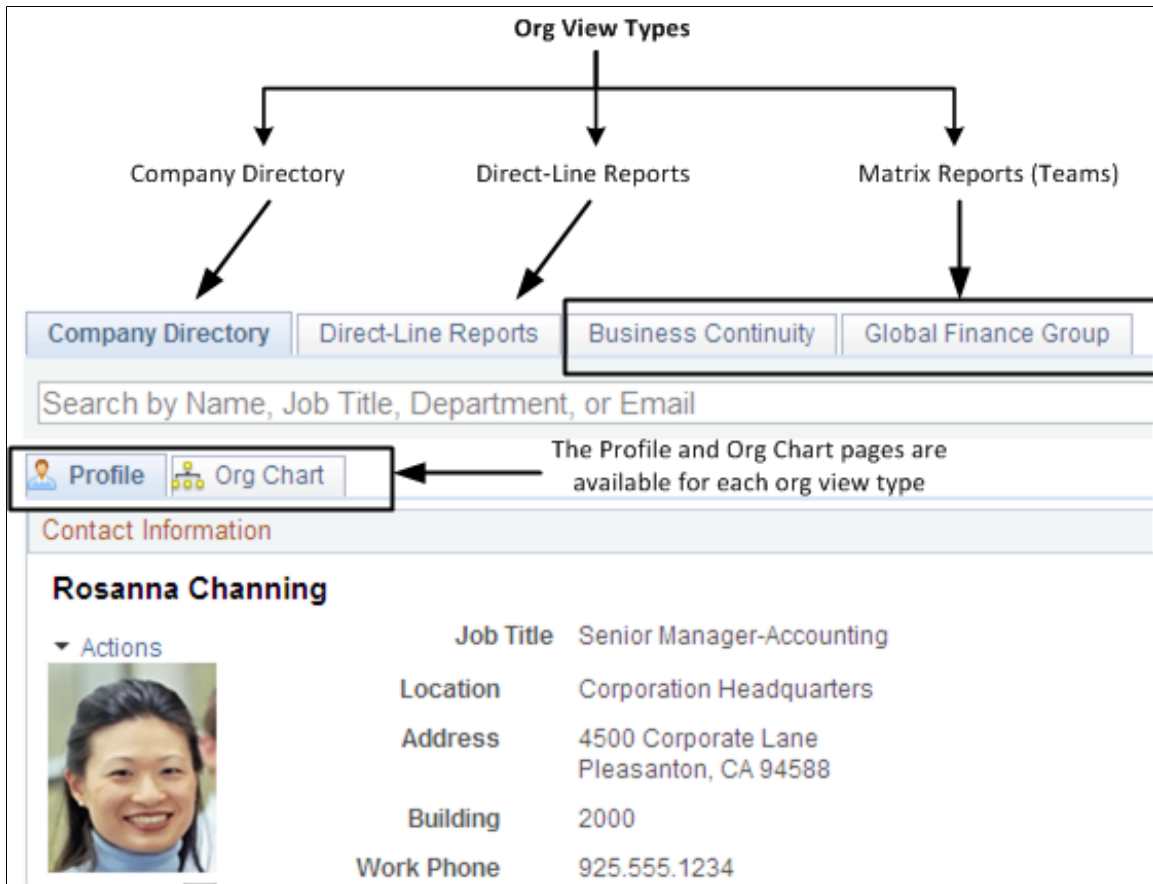 Org View Types
Company Directory Direct-Line Reports Matrix Reports (Teams)
Company Directory Direct-Line Reports Business Continuity Global Finance Group
Search by Name, Job Title, Department, or Email
Profile Org Chart
The Profile and Org Chart pages are
available for each org view type
Contact Information
Rosanna Channing
Actions
Job Title Senior Manager-Accounting
Location Corporation Headquarters
Address 4500 Corporate Lane
Pleasanton, CA 94588
Building 2000
Work Phone 925.555.1234